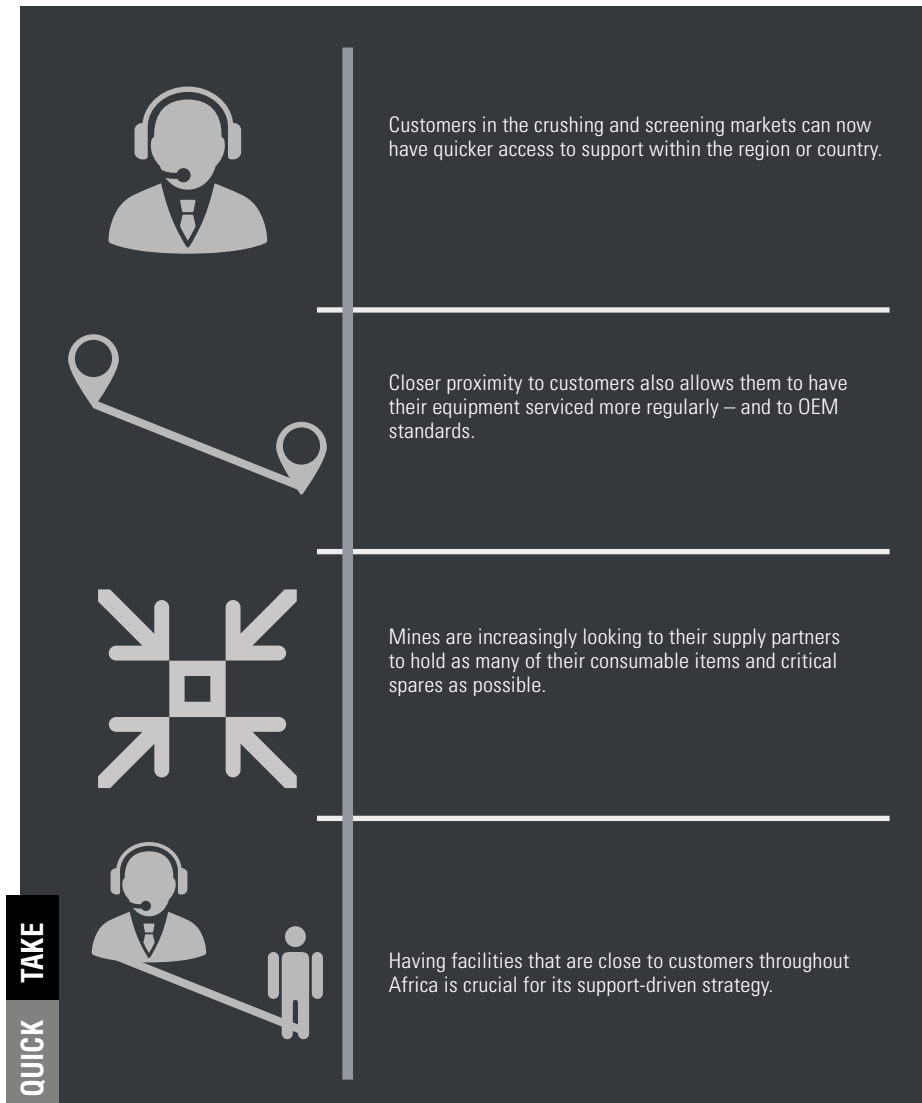 Customers in the crushing and screening markets can now
have quicker access to support within the region or country.
Closer proximity to customers also allows them to have
their equipment serviced more regularly – and to OEM
standards.
Mines are increasingly looking to their supply partners
to hold as many of their consumable items and critical
spares as possible.
Having facilities that are close to customers throughout
Africa is crucial for its support-driven strategy.
QUICK TAKE